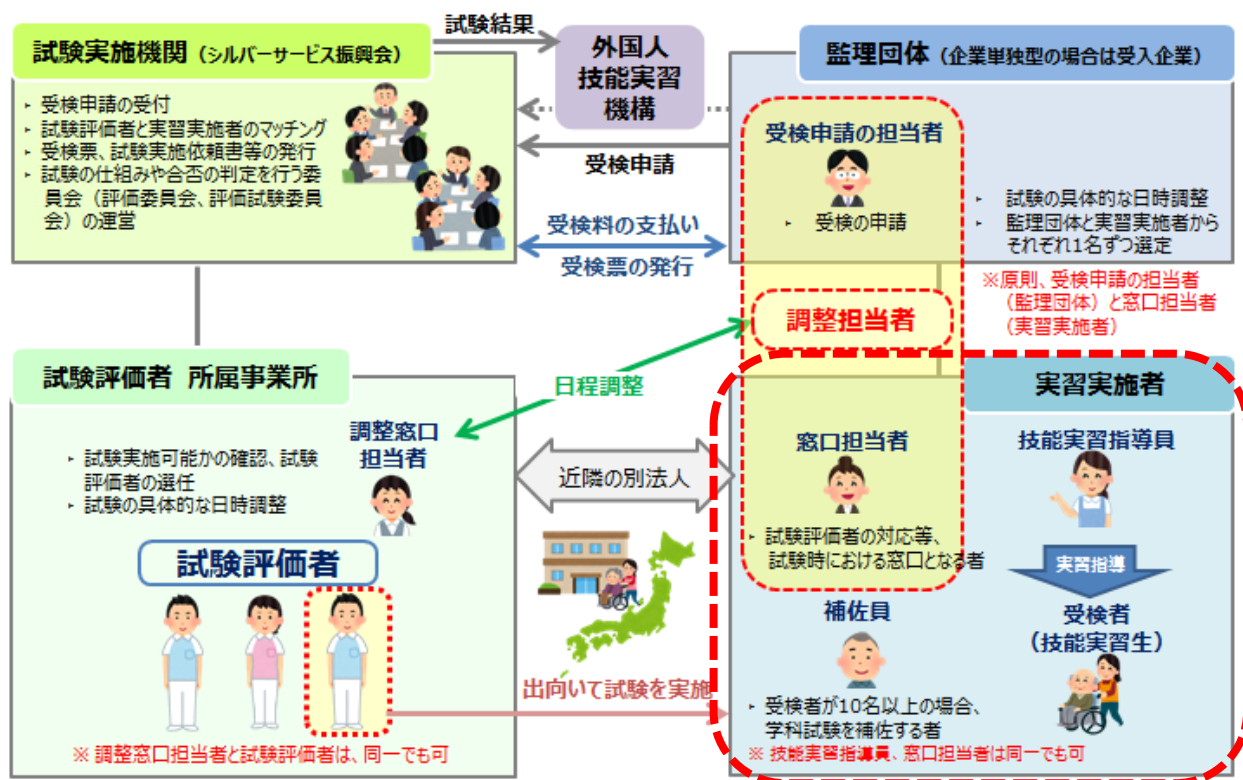 試験結果
試験実施機関（シルバーサービス振興会）
▸ 受検申請の受付
▸ 試験評価者と実習実施者のマッチング
▸ 受検票、試験実施依頼書等の発行
▸ 試験の仕組みや合否の判定を行う委
員会（評価委員会、評価試験委員
会）の運営
外国人
技能実習
機構
監理団体（企業単独型の場合は受入企業）
受検申請の担当者
▸ 受検の申請
▸ 試験の具体的な日時調整
▸ 監理団体と実習実施者から
それぞれ1名ずつ選定
受検申請
受検料の支払い
受検票の発行
※原則、受検申請の担当者
（監理団体）と窓口担当者
（実習実施者）
調整担当者
日程調整
試験評価者 所属事業所
調整窓口
担当者
▸ 試験実施可能かの確認、試験
評価者の選任
▸ 試験の具体的な日時調整
試験評価者
※ 調整窓口担当者と試験評価者は、同一でも可
近隣の別法人
出向いて試験を実施
実習実施者
窓口担当者
▸ 試験評価者の対応等、
試験時における窓口となる者
技能実習指導員
実習指導
受検者
（技能実習生）
補佐員
▸ 受検者が10名以上の場合、
学科試験を補佐する者
※ 技能実習指導員、窓口担当者は同一でも可